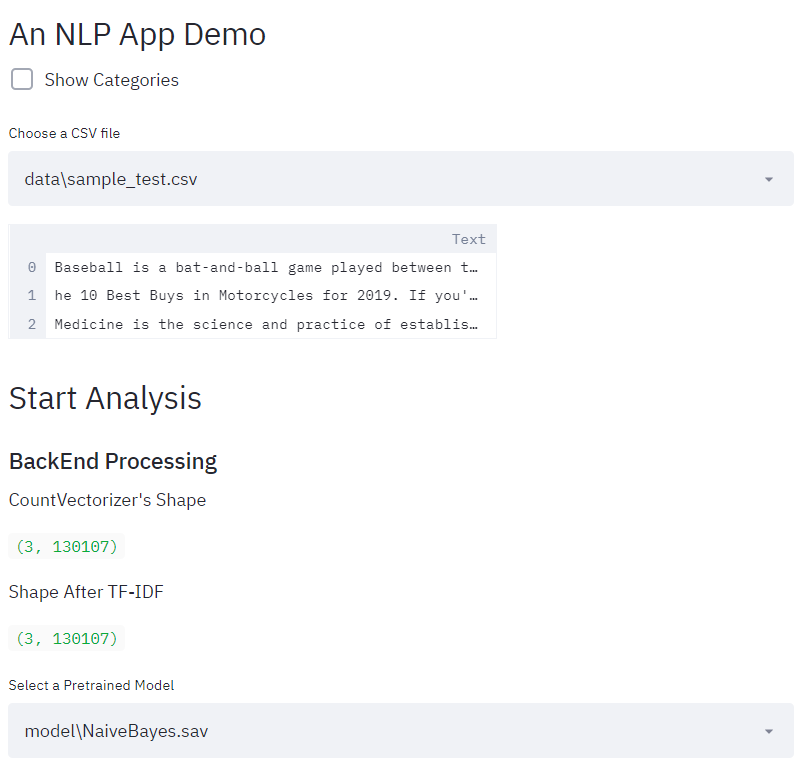 An NLP App Demo
Show Categories
Choose a CSV file
data\sample_test.csv
Text
0 Baseball is a bat-and-ball game played between t…
1 he 10 Best Buys in Motorcycles for 2019. If you'…
2 Medicine is the science and practice of establis…
Start Analysis
BackEnd Processing
CountVectorizer's Shape
(3, 130107)
Shape After TF-IDF
(3, 130107)
Select a Pretrained Model
model\NaiveBayes.sav